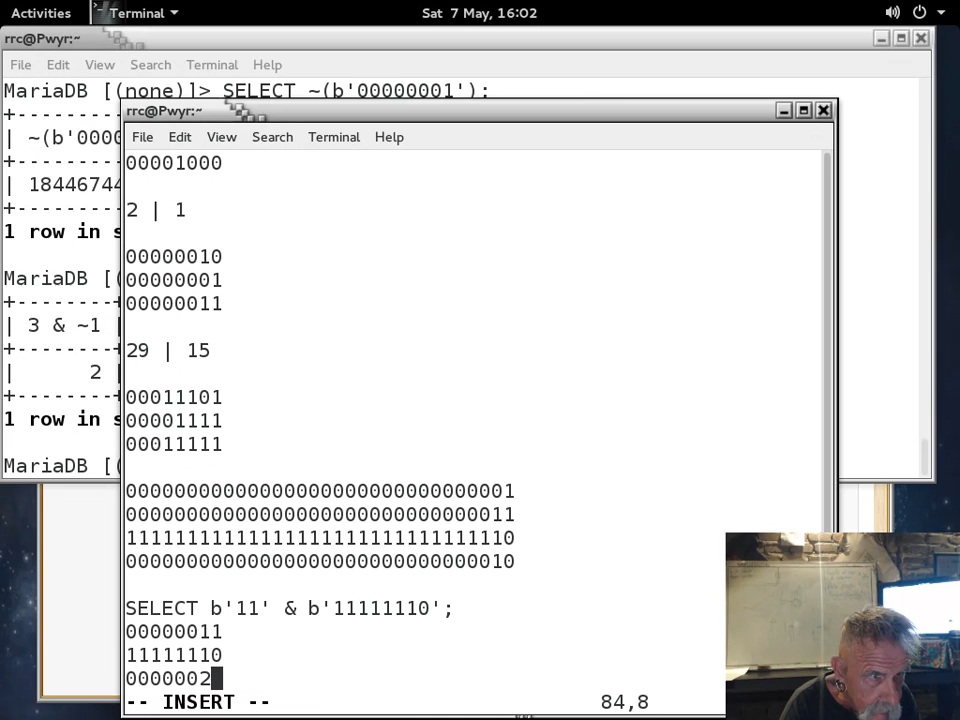 Activities Terminal Sat 7 May, 16:02
rrc@Pwyr:~
File Edit View Search Terminal Help
MariaDB [(none)]> SELECT ~(b'00000001');
+--------
| ~(b'000
+--------
| 18446744
+--------
1 row in s
MariaDB [(
+--------+
| 3 & ~1 |
+--------+
| 2 |
+--------+
1 row in s
MariaDB [(
rrc@Pwyr:~
File Edit View Search Terminal Help
00001000
2 | 1
00000010
00000001
00000011
29 | 15
00011101
00001111
00011111
00000000000000000000000000000001
00000000000000000000000000000011
11111111111111111111111111111110
00000000000000000000000000000010
SELECT b'11' & b'11111110';
00000011
11111110
0000002
-- INSERT -- 84,8